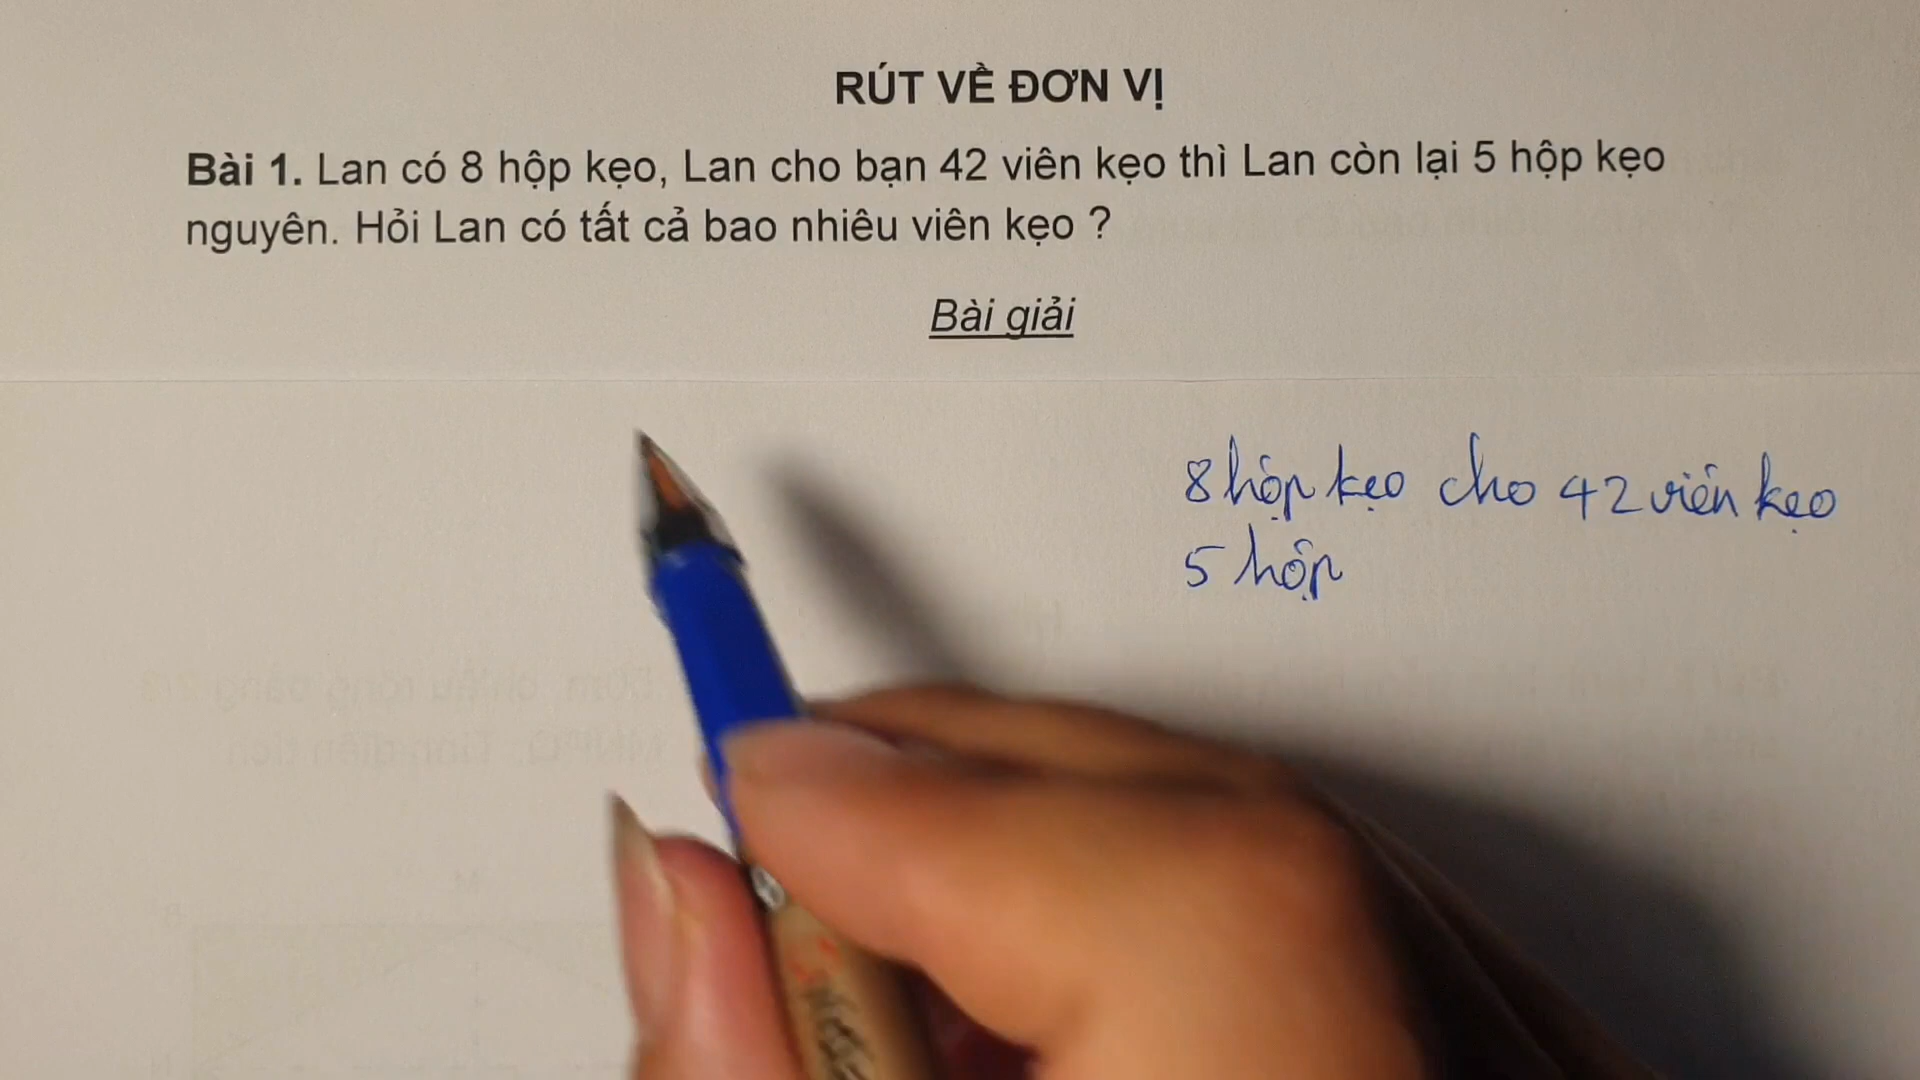 RÚT VỀ ĐƠN VỊ
Bài 1. Lan có 8 hộp kẹo, Lan cho bạn 42 viên kẹo thì Lan còn lại 5 hộp kẹo
nguyên. Hỏi Lan có tất cả bao nhiêu viên kẹo ?
Bài giải
8 hộp kẹo cho 42 viên kẹo
5 hộp